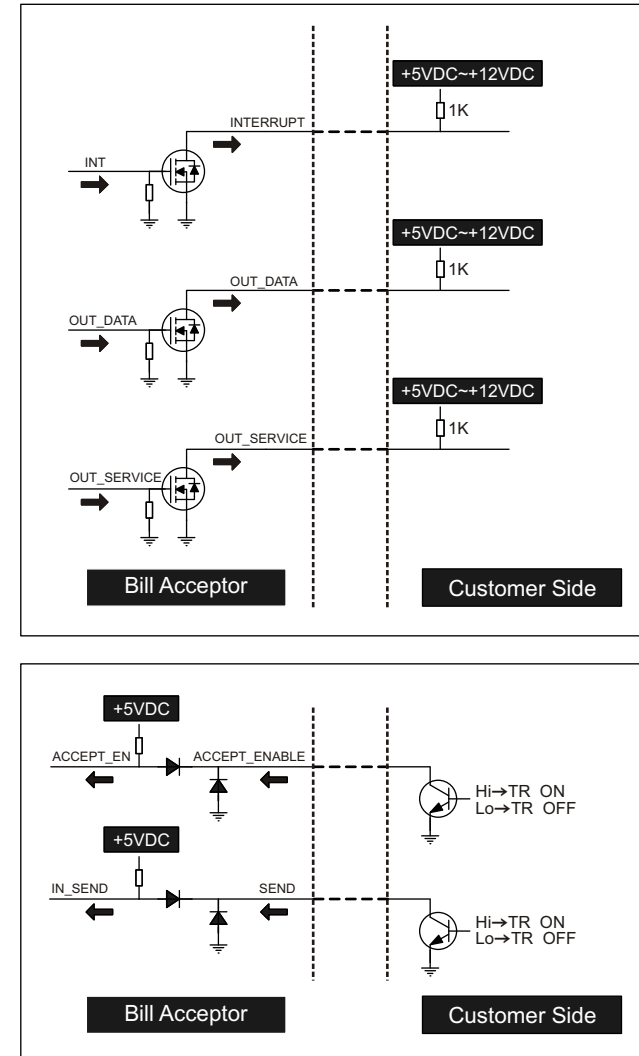 +5VDC~+12VDC
1K
INTERRUPT
INT
+5VDC~+12VDC
1K
OUT_DATA
OUT_DATA
+5VDC~+12VDC
1K
OUT_SERVICE
OUT_SERVICE
Bill Acceptor
Customer Side
+5VDC
ACCEPT_EN
ACCEPT_ENABLE
Hi→TR ON
Lo→TR OFF
+5VDC
IN_SEND
SEND
Hi→TR ON
Lo→TR OFF
Bill Acceptor
Customer Side